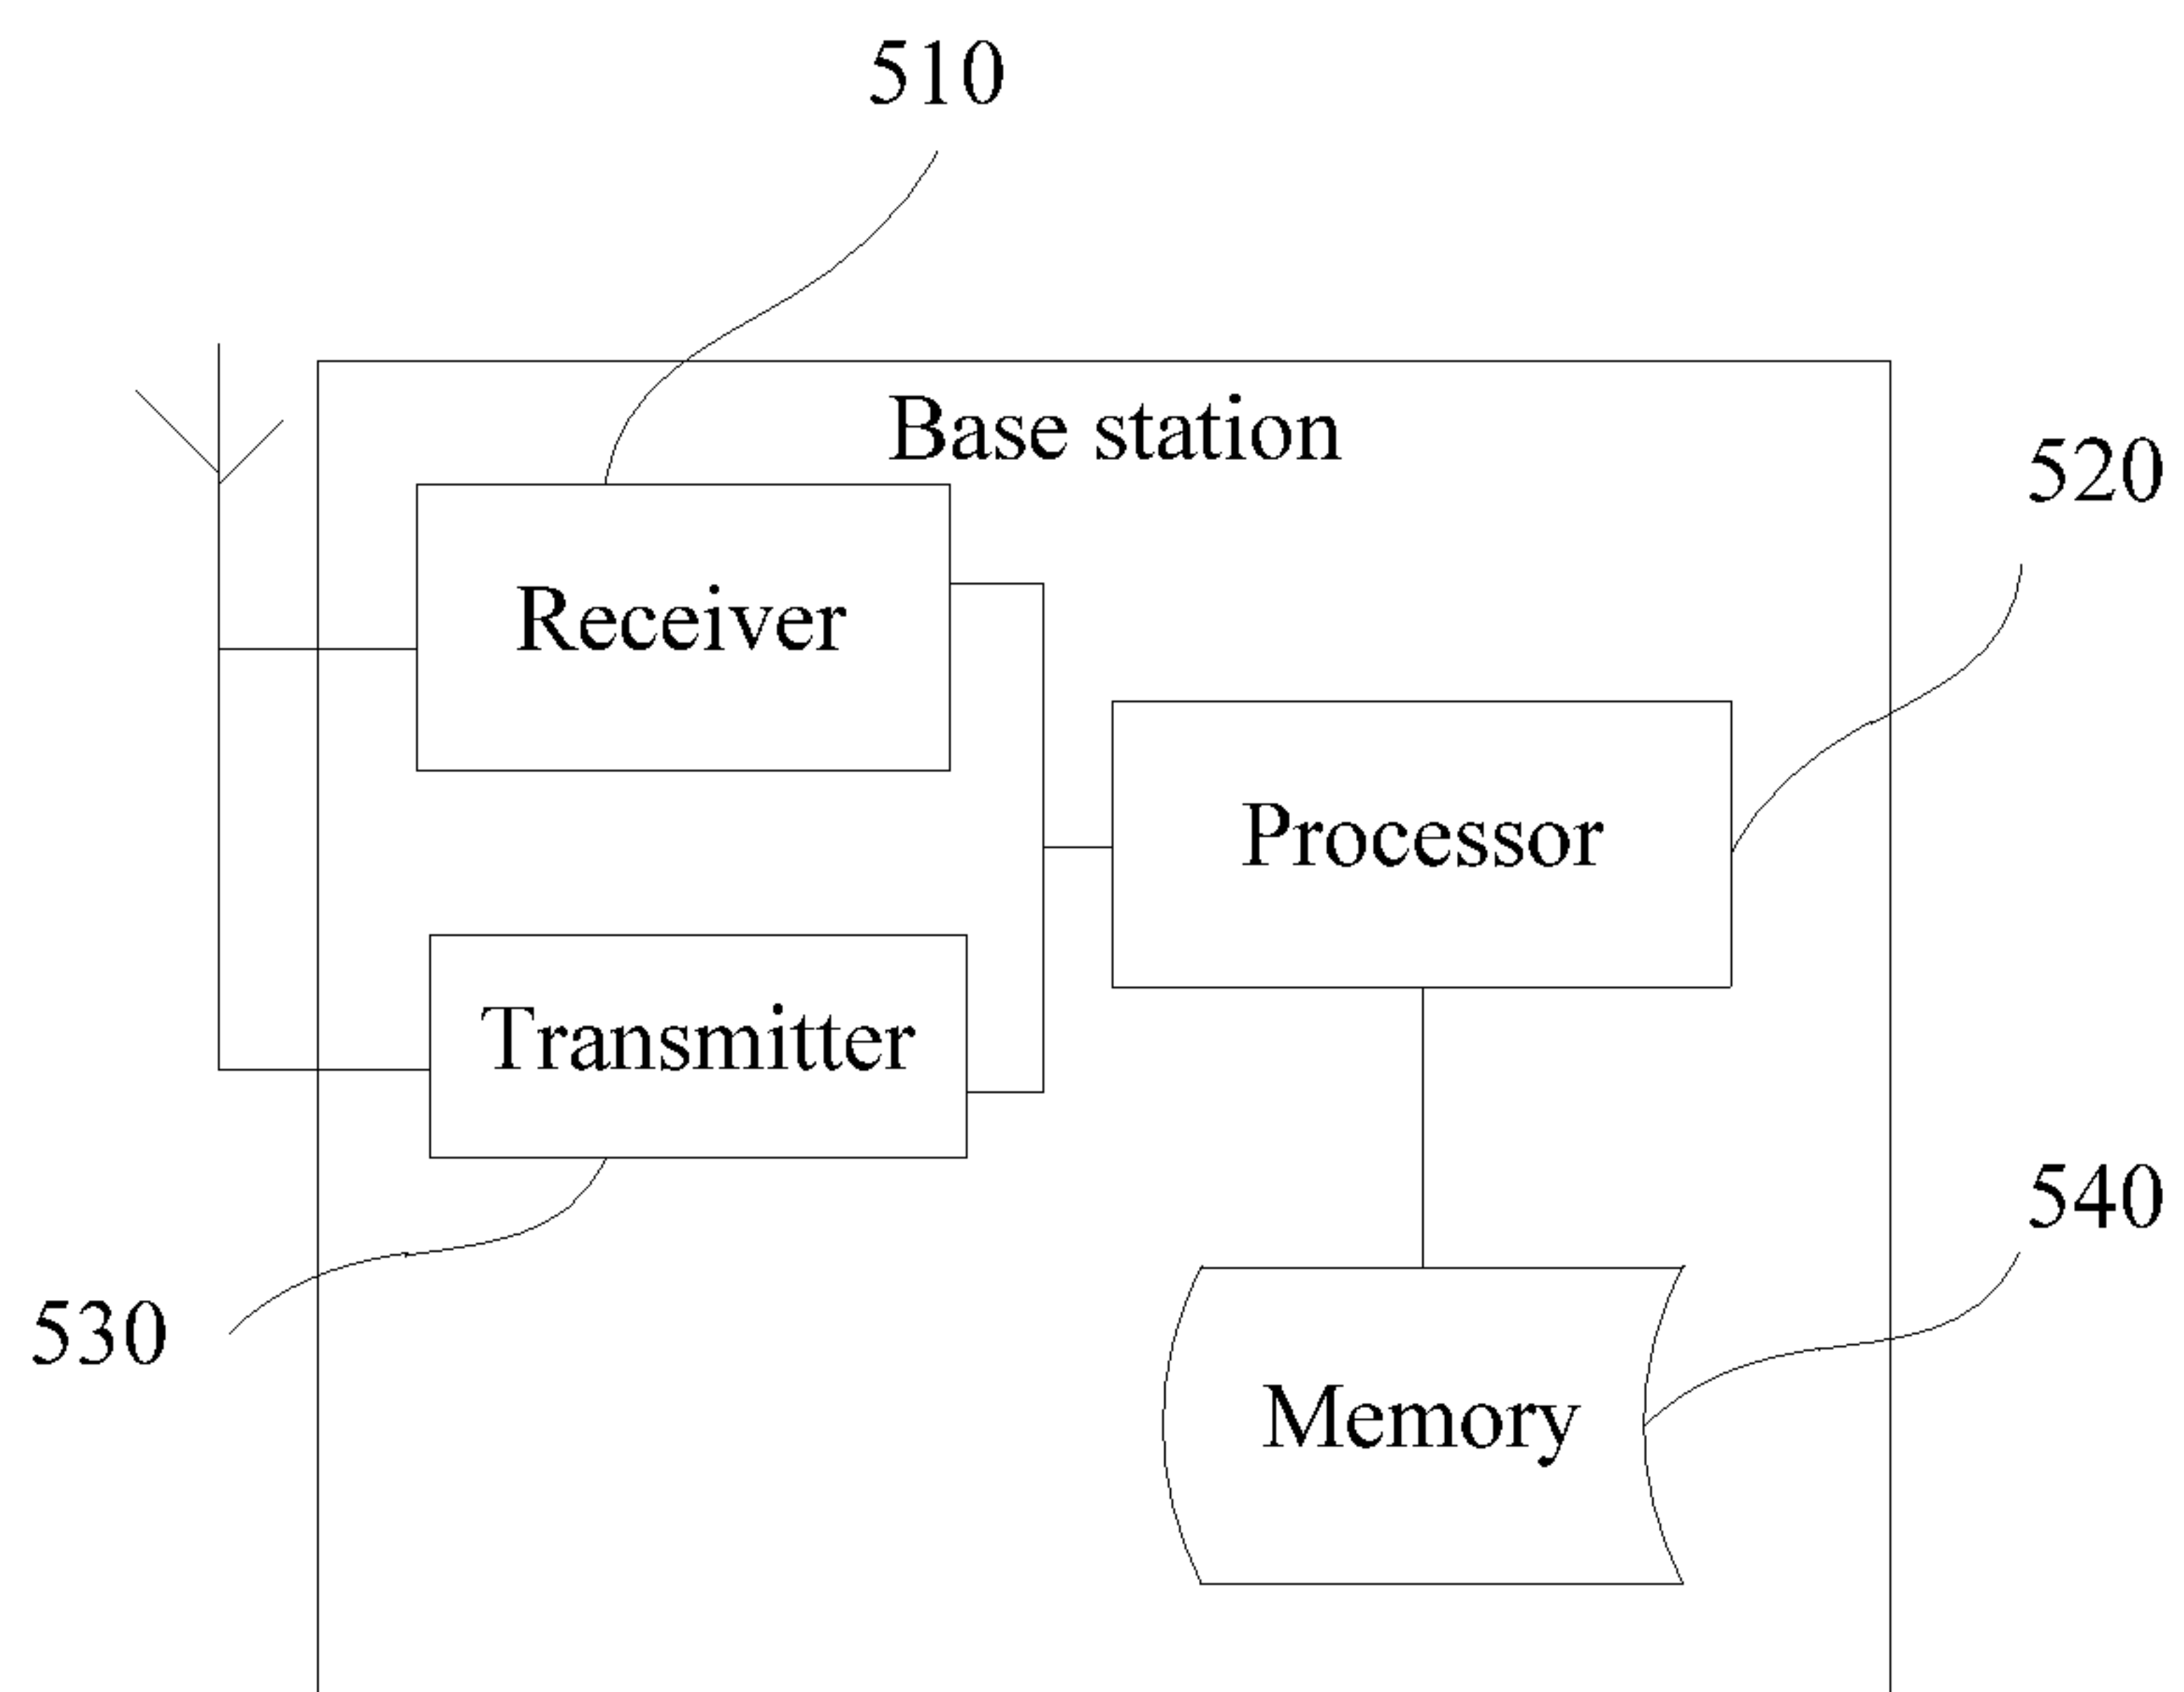 510
Base station
520
Receiver
Processor
Transmitter
540
530
Memory